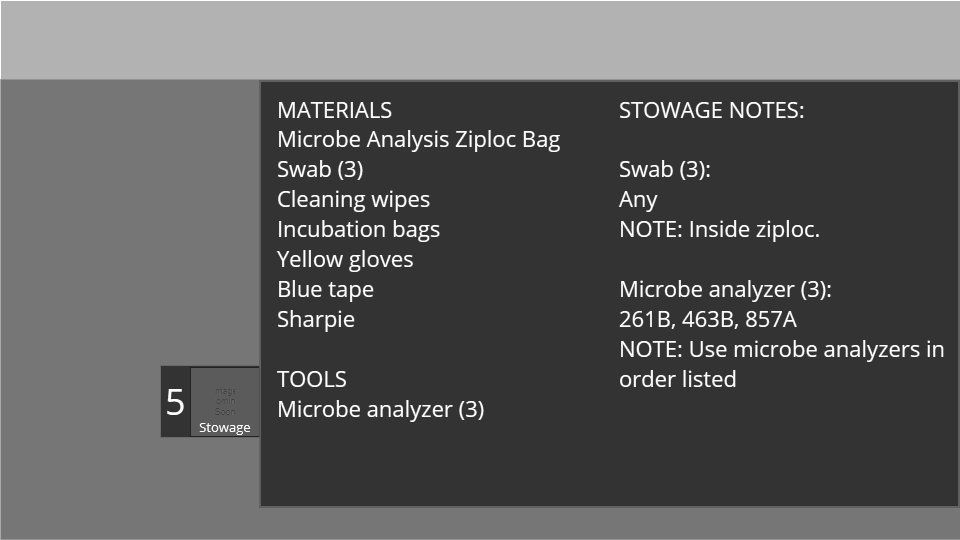 MATERIALS
Microbe Analysis Ziploc Bag
Swab (3)
Cleaning wipes
Incubation bags
Yellow gloves
Blue tape
Sharpie
TOOLS
Microbe analyzer (3)
STOWAGE NOTES:
Swab (3):
Any
NOTE: Inside ziploc.
Microbe analyzer (3):
261B, 463B, 857A
NOTE: Use microbe analyzers in
order listed
5
Soon
Stowage